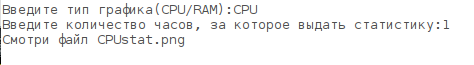 Введите тип графика(CPU/RAM):CPU
Введите количество часов, за которое выдать статистику:1
Смотри файл CPUstat.png